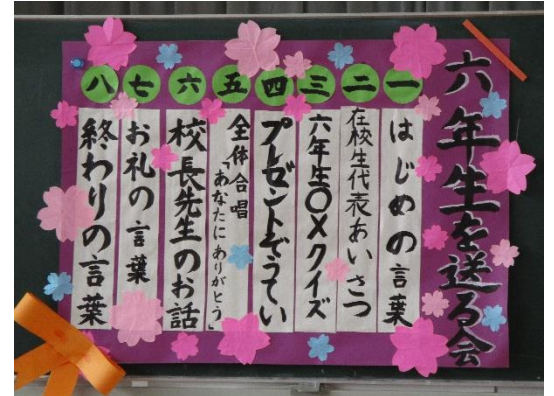 六年生を送る会
一
はじめの言葉
二
在校生代表あいさつ
三
六年生○×クイズ
四
プレゼントぞうてい
五
全体合唱
「あなたにありがとう」
六
校長先生のお話
七
お礼の言葉
八
終わりの言葉